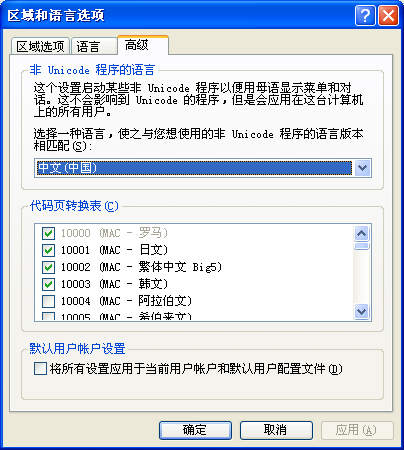 区域和语言选项
区域选项 语言 高级
非 Unicode 程序的语言
这个设置启动某些非 Unicode 程序以便用母语显示菜单和对
话。这不会影响到 Unicode 的程序，但是会应用在这台计算机
上的所有用户。
选择一种语言，使之与您想使用的非 Unicode 程序的语言版本
相匹配(S):
中文(中国)
代码页转换表(C)
10000 (MAC - 罗马)
10001 (MAC - 日文)
10002 (MAC - 繁体中文 Big5)
10003 (MAC - 韩文)
10004 (MAC - 阿拉伯文)
10005 (MAC - 希伯来文)
默认用户帐户设置
将所有设置应用于当前用户帐户和默认用户配置文件(D)
确定 取消 应用(A)